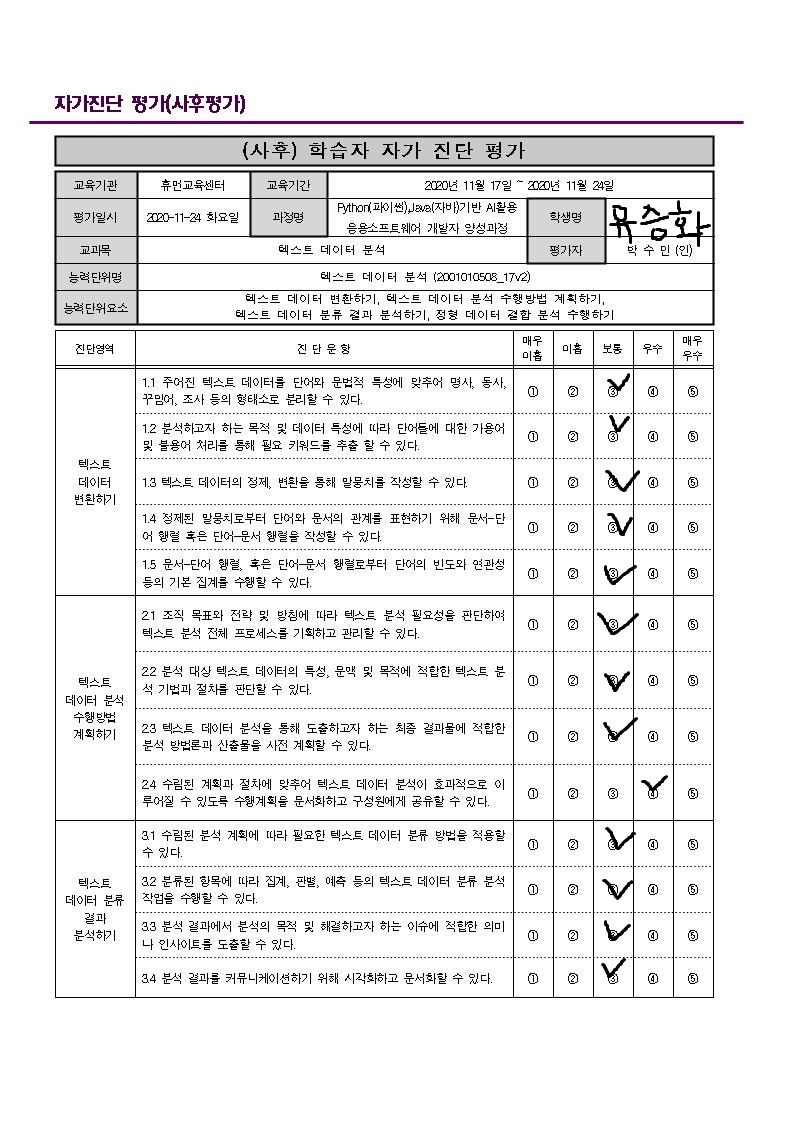 자가진단 평가(사후평가)
(사후) 학습자 자가 진단 평가
교육기관 휴먼교육센터 교육기간 2020년 11월 17일 ~ 2020년 11월 24일
평가일시 2020-11-24 화요일 과정명 Python(파이썬),Java(자바)기반 AI활용
응용소프트웨어 개발자 양성과정 학생명 유승화
교과목 텍스트 데이터 분석 평가자 박 수 민 (인)
능력단위명 텍스트 데이터 분석 (2001010508_17v2)
능력단위요소 텍스트 데이터 변환하기, 텍스트 데이터 분석 수행방법 계획하기,
텍스트 데이터 분류 결과 분석하기, 정형 데이터 결합 분석 수행하기
진단영역 진 단 문 항 매우 미흡 미흡 보통 우수 매우 우수
텍스트
데이터
변환하기
1.1 주어진 텍스트 데이터를 단어와 문법적 특성에 맞추어 명사, 동사,
꾸밈어, 조사 등의 형태소로 분리할 수 있다. ① ② ③ ④ ⑤
1.2 분석하고자 하는 목적 및 데이터 특성에 따라 단어들에 대한 가용어
및 불용어 처리를 통해 필요 키워드를 추출 할 수 있다. ① ② ③ ④ ⑤
1.3 텍스트 데이터의 정제, 변환을 통해 말뭉치를 작성할 수 있다. ① ② ③ ④ ⑤
1.4 정제된 말뭉치로부터 단어와 문서의 관계를 표현하기 위해 문서-단
어 행렬 혹은 단어-문서 행렬을 작성할 수 있다. ① ② ③ ④ ⑤
1.5 문서-단어 행렬, 혹은 단어-문서 행렬로부터 단어의 빈도와 연관성
등의 기본 집계를 수행할 수 있다. ① ② ③ ④ ⑤
텍스트
데이터 분석
수행방법
계획하기
2.1 조직 목표와 전략 및 방침에 따라 텍스트 분석 필요성을 판단하여
텍스트 분석 전체 프로세스를 기획하고 관리할 수 있다. ① ② ③ ④ ⑤
2.2 분석 대상 텍스트 데이터의 특성, 문맥 및 목적에 적합한 텍스트 분
석 기법과 절차를 판단할 수 있다. ① ② ③ ④ ⑤
2.3 텍스트 데이터 분석을 통해 도출하고자 하는 최종 결과물에 적합한
분석 방법론과 산출물을 사전 계획할 수 있다. ① ② ③ ④ ⑤
2.4 수립된 계획과 절차에 맞추어 텍스트 데이터 분석이 효과적으로 이
루어질 수 있도록 수행계획을 문서화하고 구성원에게 공유할 수 있다. ① ② ③ ④ ⑤
텍스트
데이터 분류
결과
분석하기
3.1 수립된 분석 계획에 따라 필요한 텍스트 데이터 분류 방법을 적용할
수 있다. ① ② ③ ④ ⑤
3.2 분류된 항목에 따라 집계, 판별, 예측 등의 텍스트 데이터 분류 분석
작업을 수행할 수 있다. ① ② ③ ④ ⑤
3.3 분석 결과에서 분석의 목적 및 해결하고자 하는 이슈에 적합한 의미
나 인사이트를 도출할 수 있다. ① ② ③ ④ ⑤
3.4 분석 결과를 커뮤니케이션하기 위해 시각화하고 문서화할 수 있다. ① ② ③ ④ ⑤